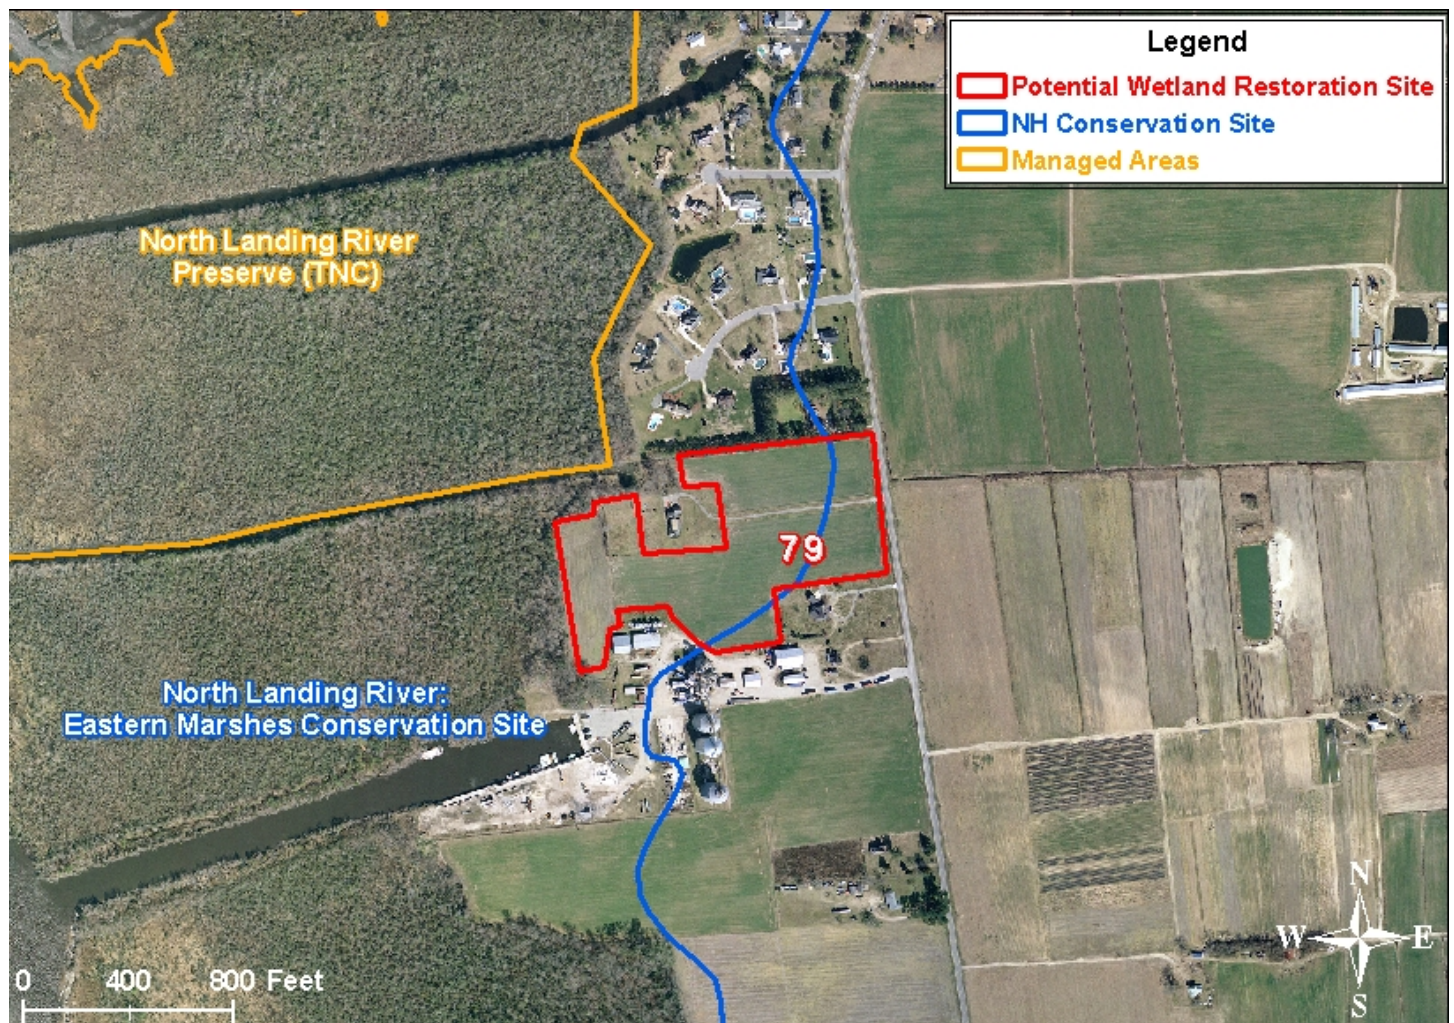 Legend
Potential Wetland Restoration Site
NH Conservation Site
Managed Areas
North Landing River
Preserve (TNC)
79
North Landing River:
Eastern Marshes Conservation Site
N
W E
S
0 400 800 Feet